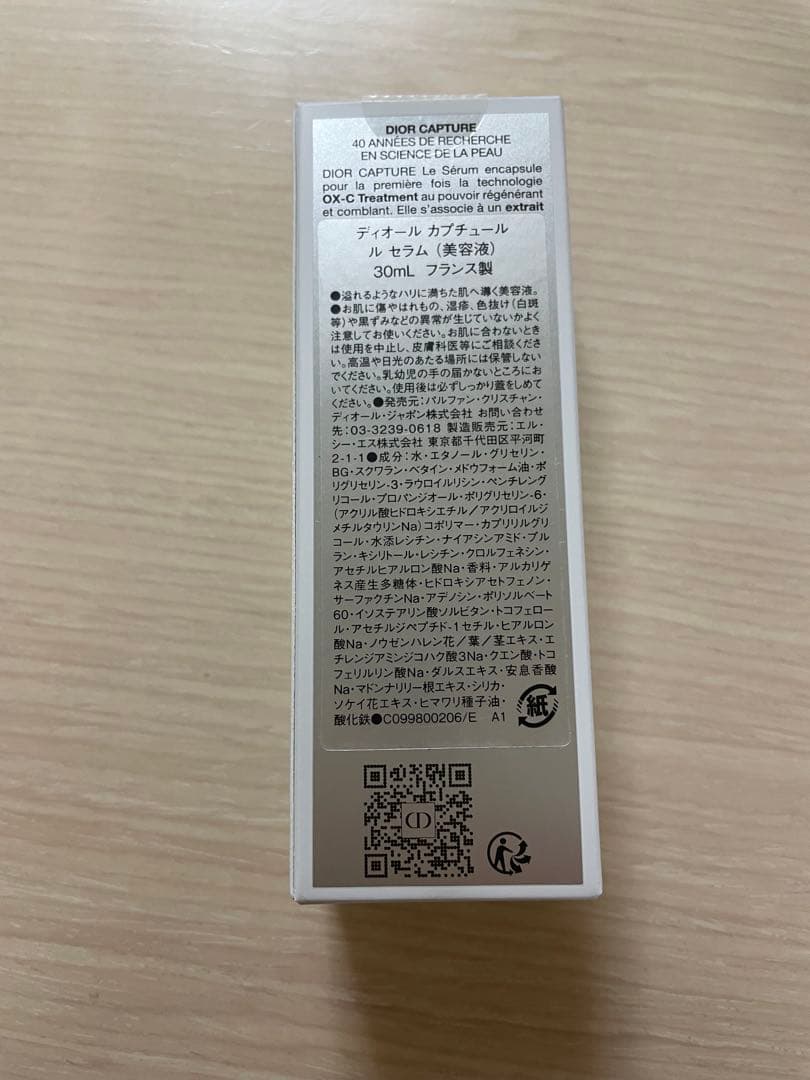 DIOR CAPTURE
40 ANNÉES DE RECHERCHE
EN SCIENCE DE LA PEAU
DIOR CAPTURE Le Sérum encapsule
pour la première fois la technologie
OX-C Treatment au pouvoir régénérant
et comblant. Elle s'associe à un extrait
ディオール カプチュール
ル セラム（美容液）
30mL フランス製
●溢れるようなハリに満ちた肌へ導く美容液。
●お肌に傷やはれもの、湿疹、色抜け（白斑
等）や黒ずみなどの異常が生じていないかよく
注意してお使いください。お肌に合わないとき
は使用を中止し、皮膚科医等にご相談くださ
い。高温や日光のあたる場所には保管しない
でください。乳幼児の手の届かないところにお
いてください。使用後は必ずしっかり蓋をしめて
ください。●発売元：パルファン・クリスチャン・
ディオール・ジャポン株式会社 お問い合わせ
先：03-3239-0618 製造販売元：エル・
シー・エス株式会社 東京都千代田区平河町
2-1-1●成分：水・エタノール・グリセリン・
BG・スクワラン・ベタイン・メドウフォーム油・ポ
リグリセリン-3・ラウロイルリシン・ペンチレング
リコール・プロパンジオール・ポリグリセリン-6・
（アクリル酸ヒドロキシエチル／アクリロイルジ
メチルタウリンNa）コポリマー・カプリリルグリ
コール・水添レシチン・ナイアシンアミド・プル
ラン・キシリトール・レシチン・クロルフェネシン・
アセチルヒアルロン酸Na・香料・アルカリゲ
ネス産生多糖体・ヒドロキシアセトフェノン・
サーファクチンNa・アデノシン・ポリソルベート
60・イソステアリン酸ソルビタン・トコフェロー
ル・アセチルジペプチド-1セチル・ヒアルロン
酸Na・ノウゼンハレン花／葉／茎エキス・エ
チレンジアミンジコハク酸3Na・クエン酸・トコ
フェリルリン酸Na・ダルスエキス・安息香酸
Na・マドンナリリー根エキス・シリカ・
ソケイ花エキス・ヒマワリ種子油・
酸化鉄●C099800206/E A1
紙
CD